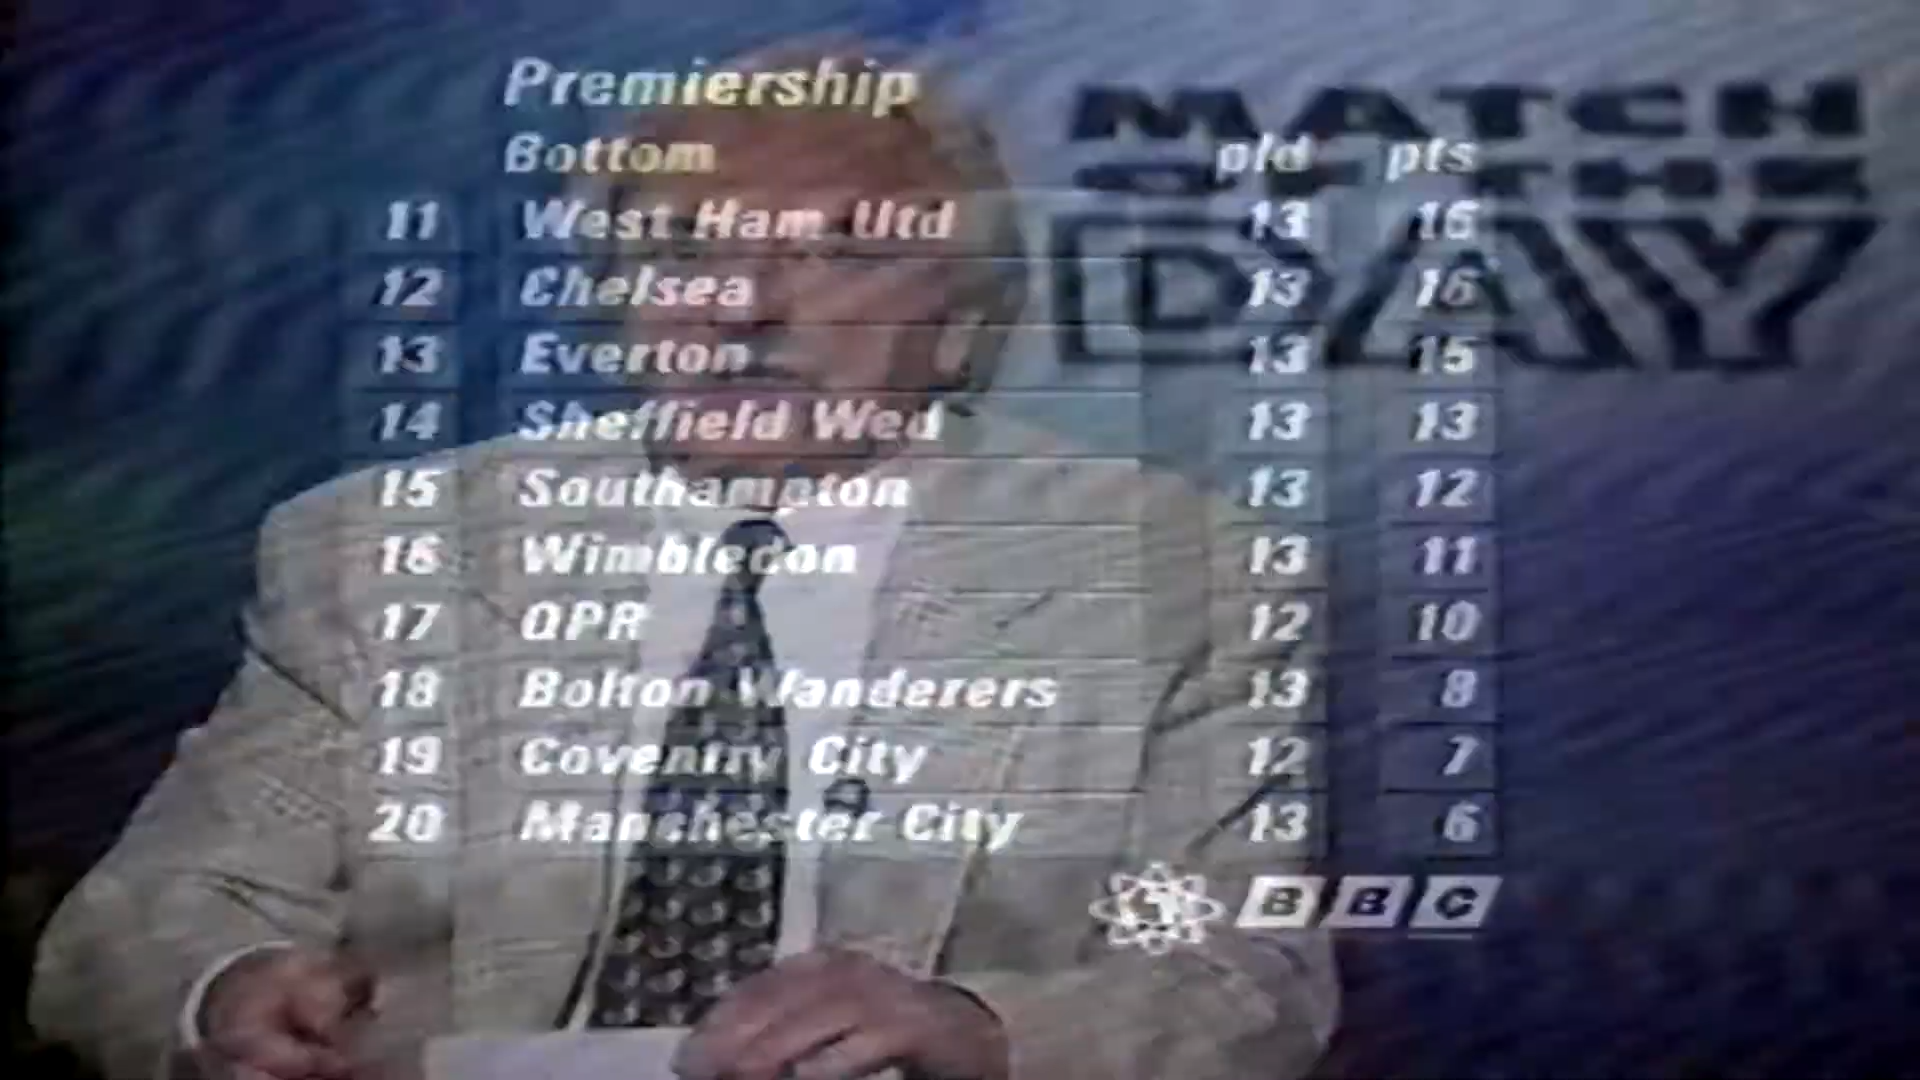 MATCH
OF THE
DAY
Premiership
Bottom pld pts
11 West Ham Utd 13 16
12 Chelsea 13 16
13 Everton 13 15
14 Sheffield Wed 13 13
15 Southampton 13 12
16 Wimbledon 13 11
17 QPR 12 10
18 Bolton Wanderers 13 8
19 Coventry City 12 7
20 Manchester City 13 6
BBC